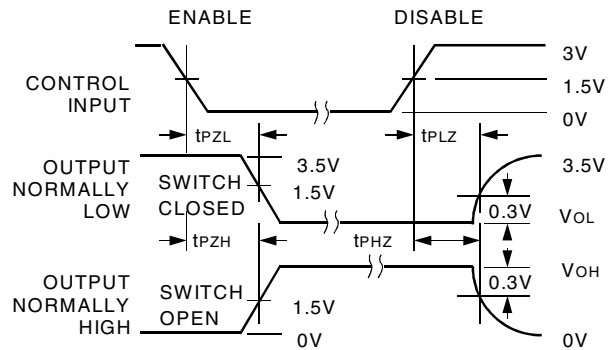 ENABLE DISABLE
3V
CONTROL INPUT
1.5V
0V
tPZL tPLZ
OUTPUT NORMALLY LOW
SWITCH CLOSED
3.5V
1.5V
3.5V
0.3V
VOL
tPZH tPHZ
OUTPUT NORMALLY HIGH
SWITCH OPEN
1.5V
0V
VOH
0.3V
0V